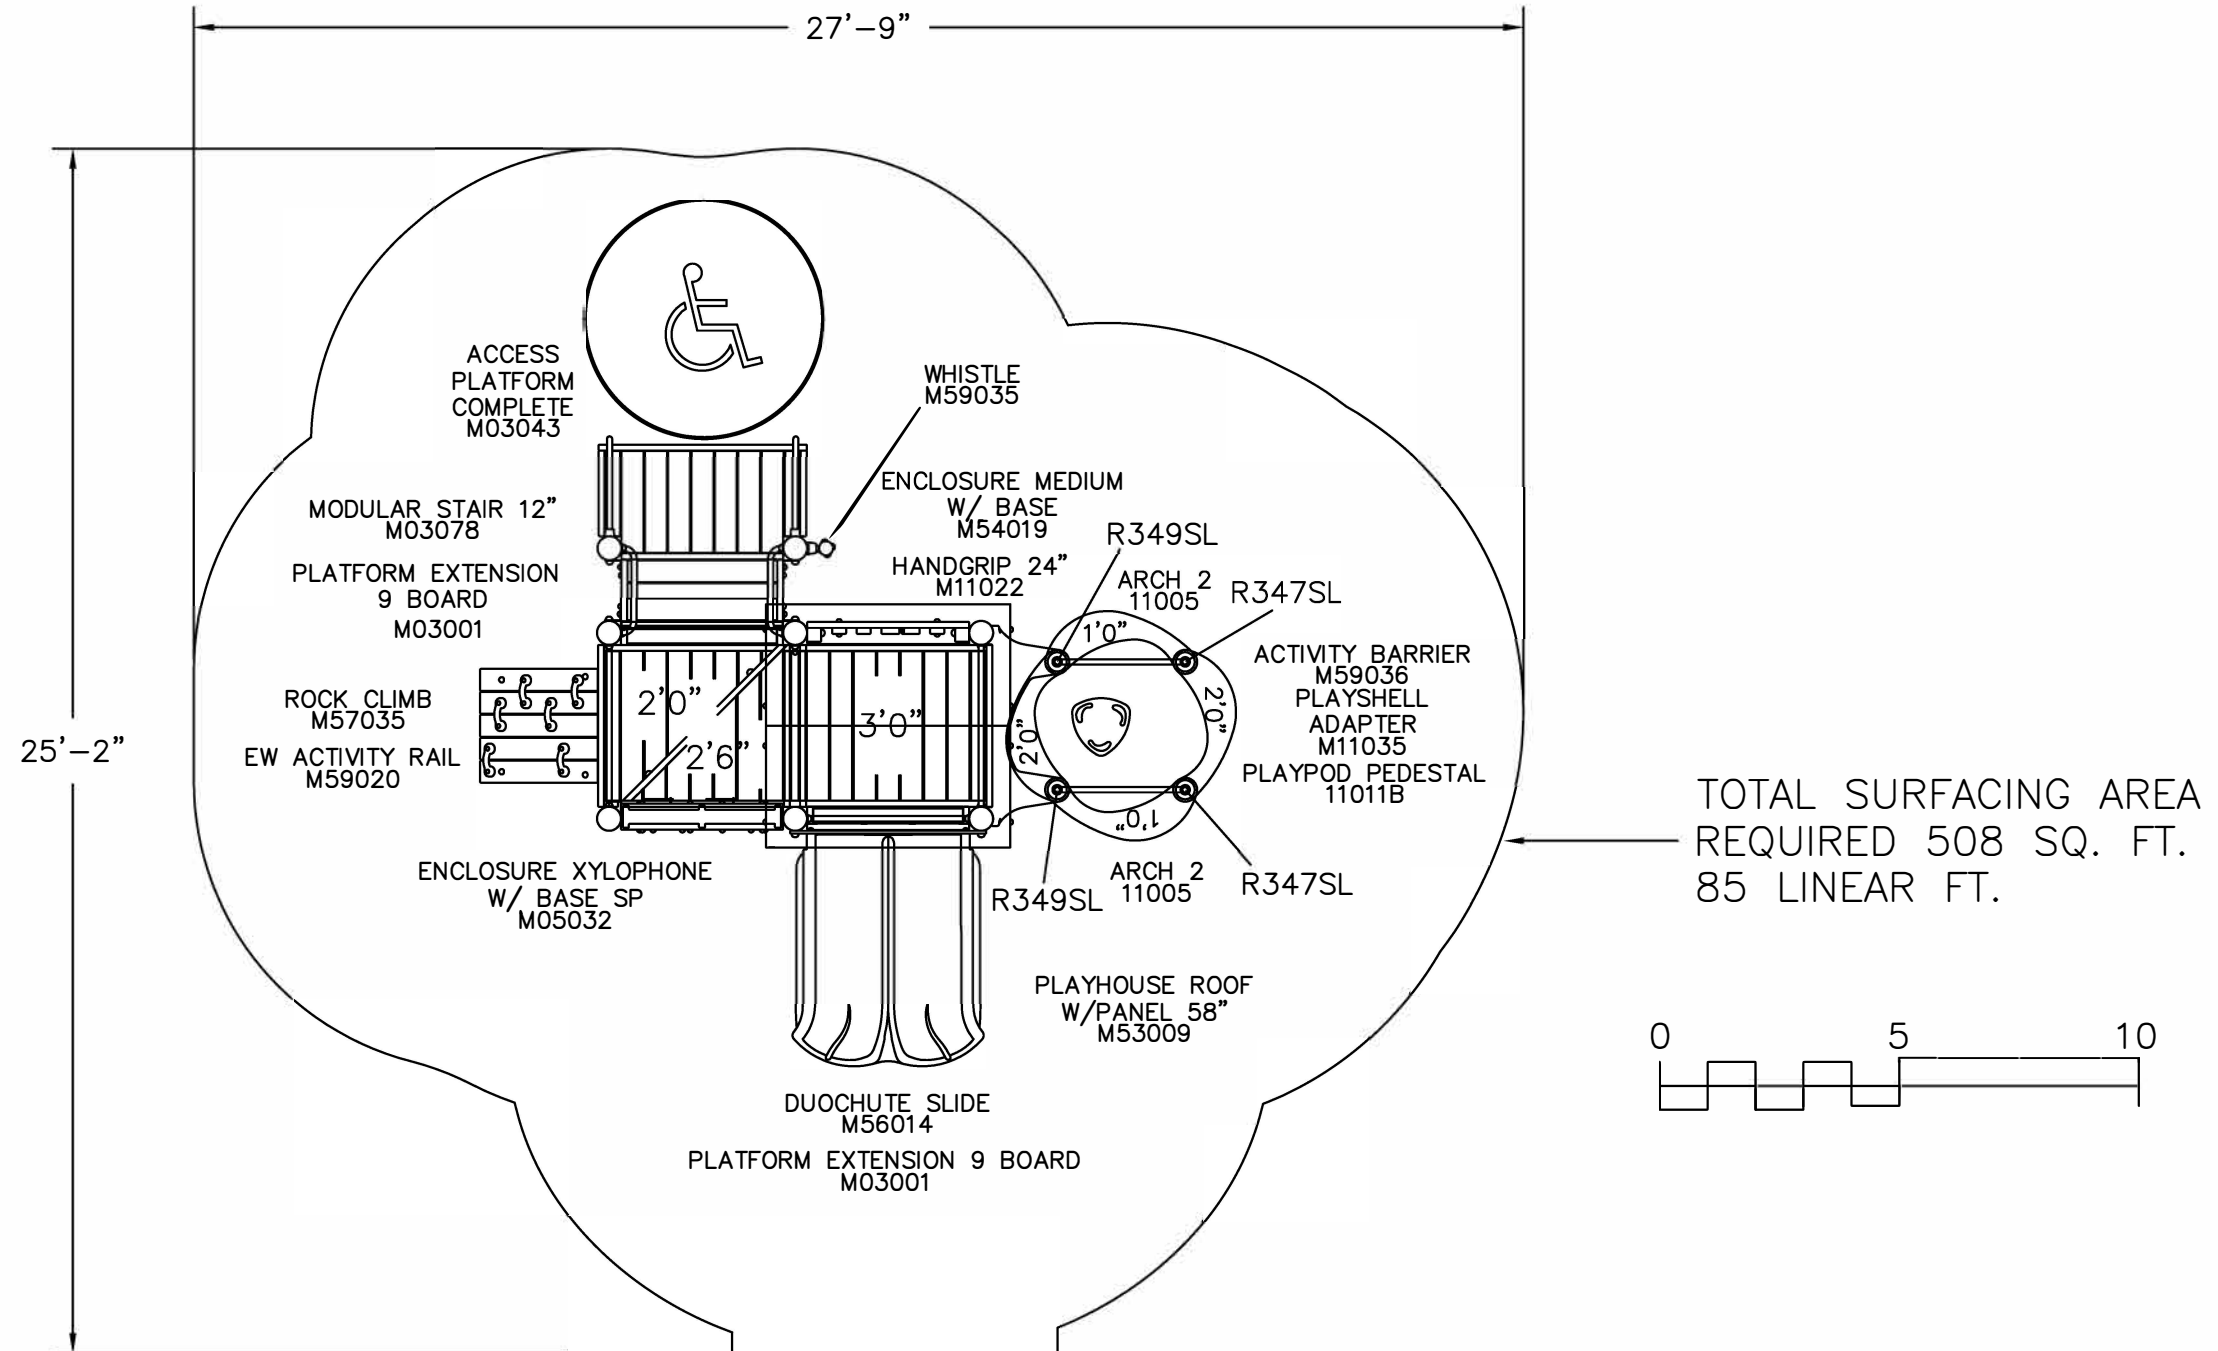 27'-9"
25'-2"
ACCESS
PLATFORM
COMPLETE
M03043
WHISTLE
M59035
MODULAR STAIR 12"
M03078
ENCLOSURE MEDIUM
W/ BASE
M54019
R349SL
PLATFORM EXTENSION
9 BOARD
M03001
HANDGRIP 24"
M11022
ARCH 2
11005
R347SL
1'0"
ROCK CLIMB
M57035
EW ACTIVITY RAIL
M59020
2'0"
2'6"
3'0"
2'0"
2'0"
1'0"
ACTIVITY BARRIER
M59036
PLAYSHELL
ADAPTER
M11035
PLAYPOD PEDESTAL
11011B
ENCLOSURE XYLOPHONE
W/ BASE SP
M05032
R349SL
ARCH 2
11005
R347SL
TOTAL SURFACING AREA
REQUIRED 508 SQ. FT.
85 LINEAR FT.
PLAYHOUSE ROOF
W/PANEL 58"
M53009
0 5 10
DUOCHUTE SLIDE
M56014
PLATFORM EXTENSION 9 BOARD
M03001